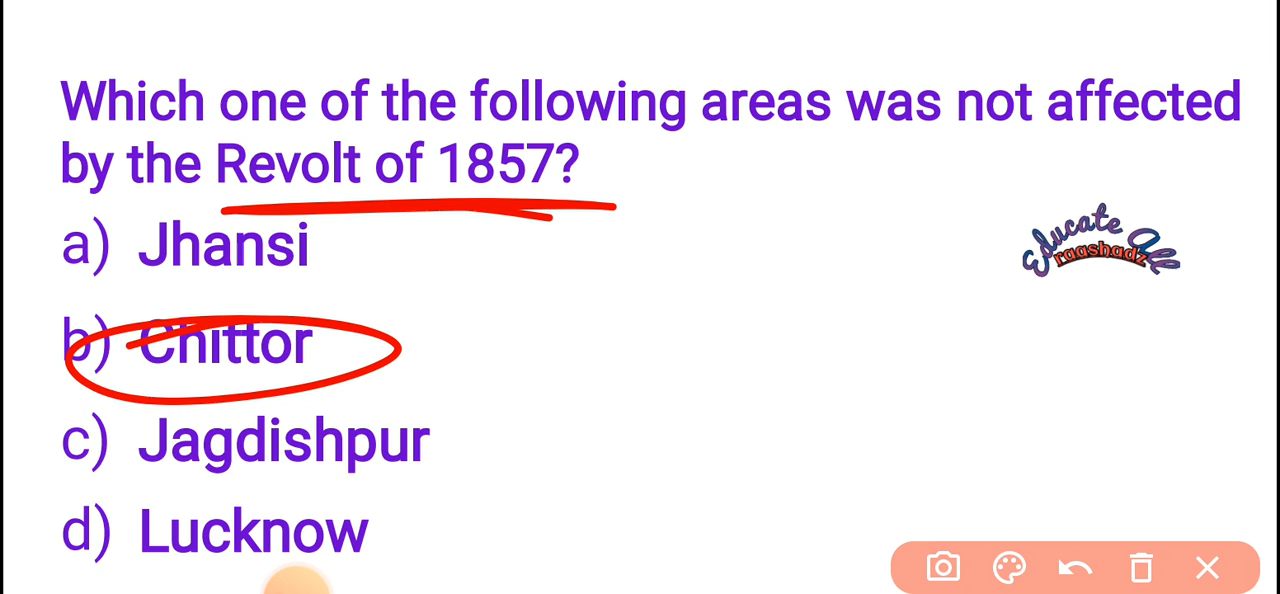 Which one of the following areas was not affected
by the Revolt of 1857?
a) Jhansi
Educate All
raashadz
b) Chittor
c) Jagdishpur
d) Lucknow